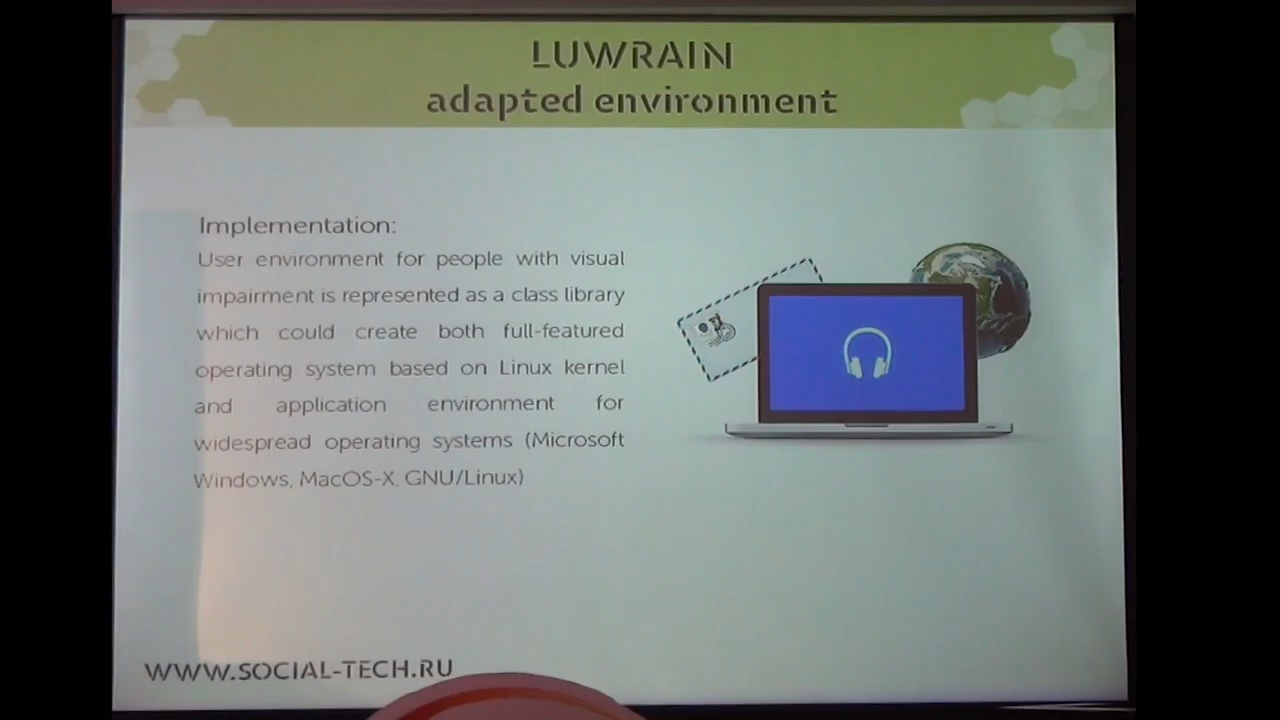 LUWRAIN
adapted environment
Implementation:
User environment for people with visual
impairment is represented as a class library
which could create both full-featured
operating system based on Linux kernel
and application environment for
widespread operating systems (Microsoft
Windows, MacOS-X, GNU/Linux)
WWW.SOCIAL-TECH.RU